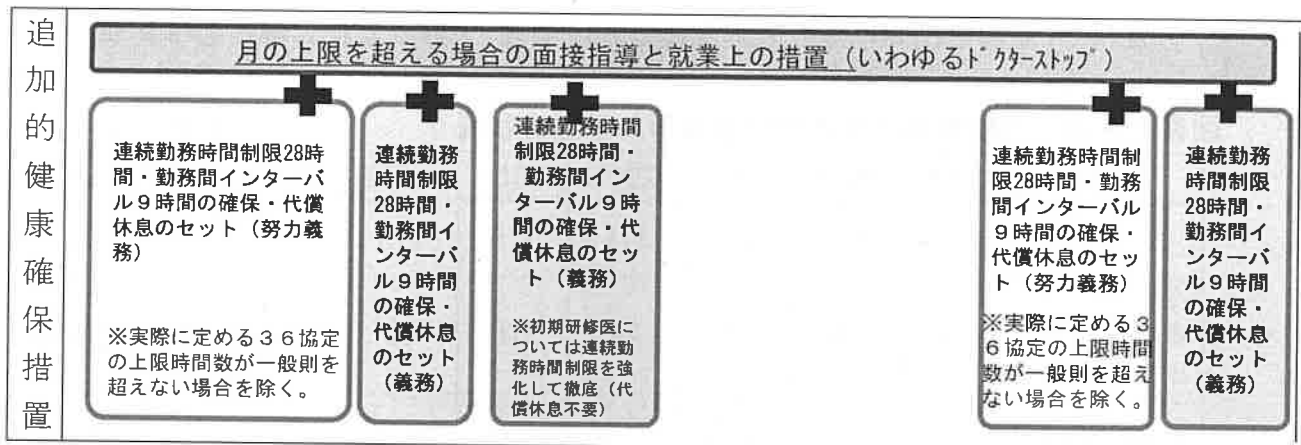 追加的健康確保措置
月の上限を超える場合の面接指導と就業上の措置（いわゆるﾄﾞｸﾀｰｽﾄｯﾌﾟ）
連続勤務時間制限28時
間・勤務間インターバ
ル９時間の確保・代償
休息のセット（努力義
務）
※実際に定める３６協定
の上限時間数が一般則を
超えない場合を除く。
連続勤務
時間制限
28時間・
勤務間イ
ンターバ
ル９時間
の確保・
代償休息
のセット
（義務）
連続勤務時間
制限28時間・
勤務間イン
ターバル９時
間の確保・代
償休息のセッ
ト（義務）
※初期研修医に
ついては連続勤
務時間制限を強
化して徹底（代
償休息不要）
連続勤務時間制
限28時間・勤務
間インターバル
９時間の確保・
代償休息のセッ
ト（努力義務）
※実際に定める３
６協定の上限時間
数が一般則を超え
ない場合を除く。
連続勤務
時間制限
28時間・
勤務間イ
ンターバ
ル９時間
の確保・
代償休息
のセット
（義務）